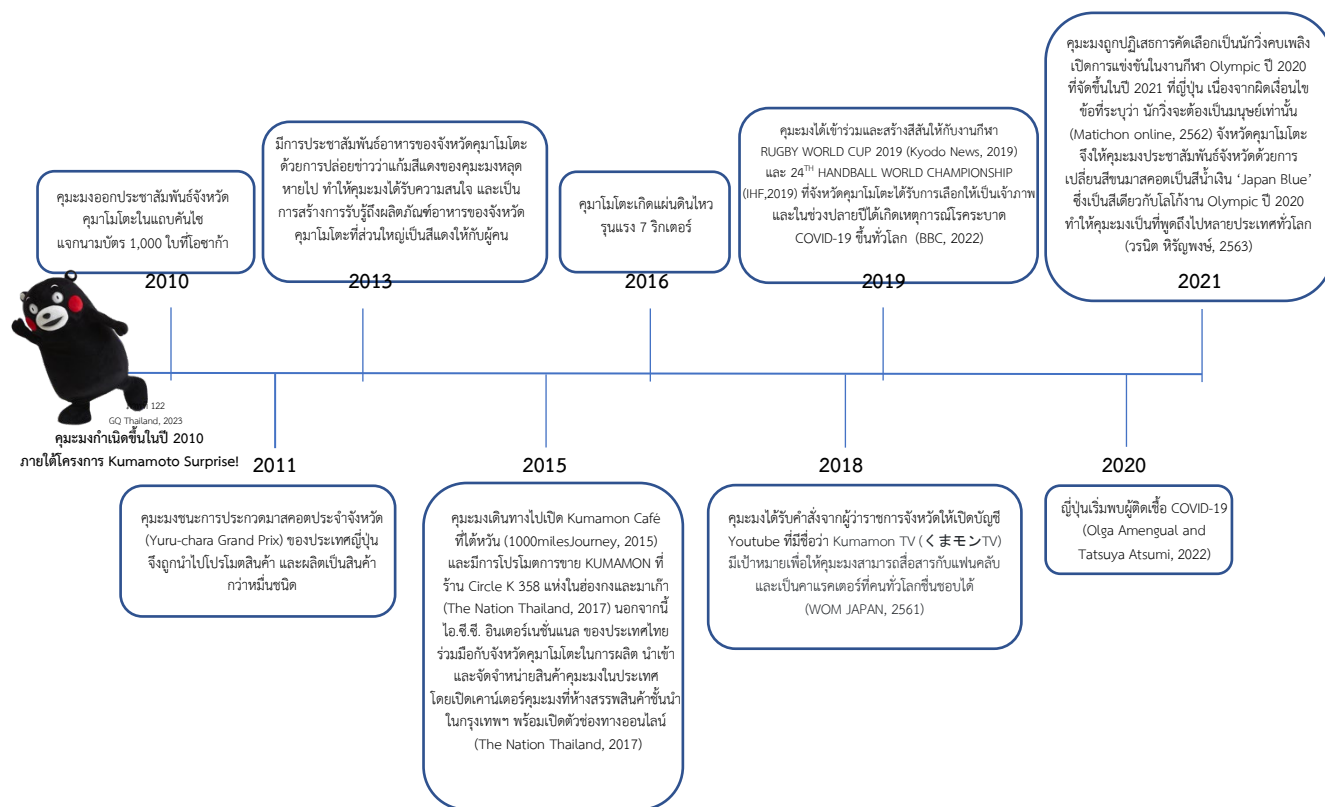 คุมะมงออกประชาสัมพันธ์จังหวัด
คุมาโมโตะในแถบคันไซ
แจกนามบัตร 1,000 ใบที่โอซาก้า
2010
มีการประชาสัมพันธ์อาหารของจังหวัดคุมาโมโตะ
ด้วยการปล่อยข่าวว่าแก้มสีแดงของคุมะมงหลุด
หายไป ทำให้คุมะมงได้รับความสนใจ และเป็น
การสร้างการรับรู้ถึงผลิตภัณฑ์อาหารของจังหวัด
คุมาโมโตะที่ส่วนใหญ่เป็นสีแดงให้กับผู้คน
2013
คุมาโมโตะเกิดแผ่นดินไหว
รุนแรง 7 ริกเตอร์
2016
คุมะมงได้เข้าร่วมและสร้างสีสันให้กับงานกีฬา
RUGBY WORLD CUP 2019 (Kyodo News, 2019)
และ 24TH HANDBALL WORLD CHAMPIONSHIP
(IHF,2019) ที่จังหวัดคุมาโมโตะได้รับการเลือกให้เป็นเจ้าภาพ
และในช่วงปลายปีได้เกิดเหตุการณ์โรคระบาด
COVID-19 ขึ้นทั่วโลก (BBC, 2022)
2019
คุมะมงถูกปฏิเสธการคัดเลือกเป็นนักวิ่งคบเพลิง
เปิดการแข่งขันในงานกีฬา Olympic ปี 2020
ที่จัดขึ้นในปี 2021 ที่ญี่ปุ่น เนื่องจากผิดเงื่อนไข
ข้อที่ระบุว่า นักวิ่งจะต้องเป็นมนุษย์เท่านั้น
(Matichon online, 2562) จังหวัดคุมาโมโตะ
จึงให้คุมะมงประชาสัมพันธ์จังหวัดด้วยการ
เปลี่ยนสีขนมาสคอตเป็นสีน้ำเงิน ‘Japan Blue’
ซึ่งเป็นสีเดียวกับโลโก้งาน Olympic ปี 2020
ทำให้คุมะมงเป็นที่พูดถึงไปหลายประเทศทั่วโลก
(วรนิต หิรัญพงษ์, 2563)
2021
122
GQ Thailand, 2023
คุมะมงกำเนิดขึ้นในปี 2010
ภายใต้โครงการ Kumamoto Surprise!
2011
คุมะมงชนะการประกวดมาสคอตประจำจังหวัด
(Yuru-chara Grand Prix) ของประเทศญี่ปุ่น
จึงถูกนำไปโปรโมตสินค้า และผลิตเป็นสินค้า
กว่าหมื่นชนิด
2015
คุมะมงเดินทางไปเปิด Kumamon Café
ที่ไต้หวัน (1000milesJourney, 2015)
และมีการโปรโมตการขาย KUMAMON ที่
ร้าน Circle K 358 แห่งในฮ่องกงและมาเก๊า
(The Nation Thailand, 2017) นอกจากนี้
ไอ.ซี.ซี. อินเตอร์เนชั่นแนล ของประเทศไทย
ร่วมมือกับจังหวัดคุมาโมโตะในการผลิต นำเข้า
และจัดจำหน่ายสินค้าคุมะมงในประเทศ
โดยเปิดเคาน์เตอร์คุมะมงที่ห้างสรรพสินค้าชั้นนำ
ในกรุงเทพฯ พร้อมเปิดตัวช่องทางออนไลน์
(The Nation Thailand, 2017)
2018
คุมะมงได้รับคำสั่งจากผู้ว่าราชการจังหวัดให้เปิดบัญชี
Youtube ที่มีชื่อว่า Kumamon TV (くまモンTV)
มีเป้าหมายเพื่อให้คุมะมงสามารถสื่อสารกับแฟนคลับ
และเป็นคาแรคเตอร์ที่คนทั่วโลกชื่นชอบได้
(WOM JAPAN, 2561)
2020
ญี่ปุ่นเริ่มพบผู้ติดเชื้อ COVID-19
(Olga Amengual and
Tatsuya Atsumi, 2022)